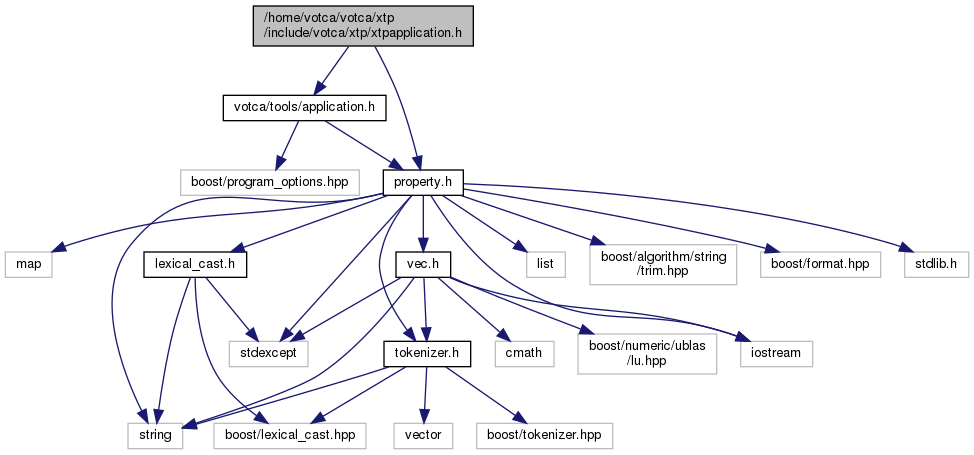 /home/votca/votca/xtp
/include/votca/xtp/xtpapplication.h
votca/tools/application.h
boost/program_options.hpp
property.h
map
lexical_cast.h
vec.h
list
boost/algorithm/string
/trim.hpp
boost/format.hpp
stdlib.h
stdexcept
tokenizer.h
cmath
boost/numeric/ublas
/lu.hpp
iostream
string
boost/lexical_cast.hpp
vector
boost/tokenizer.hpp